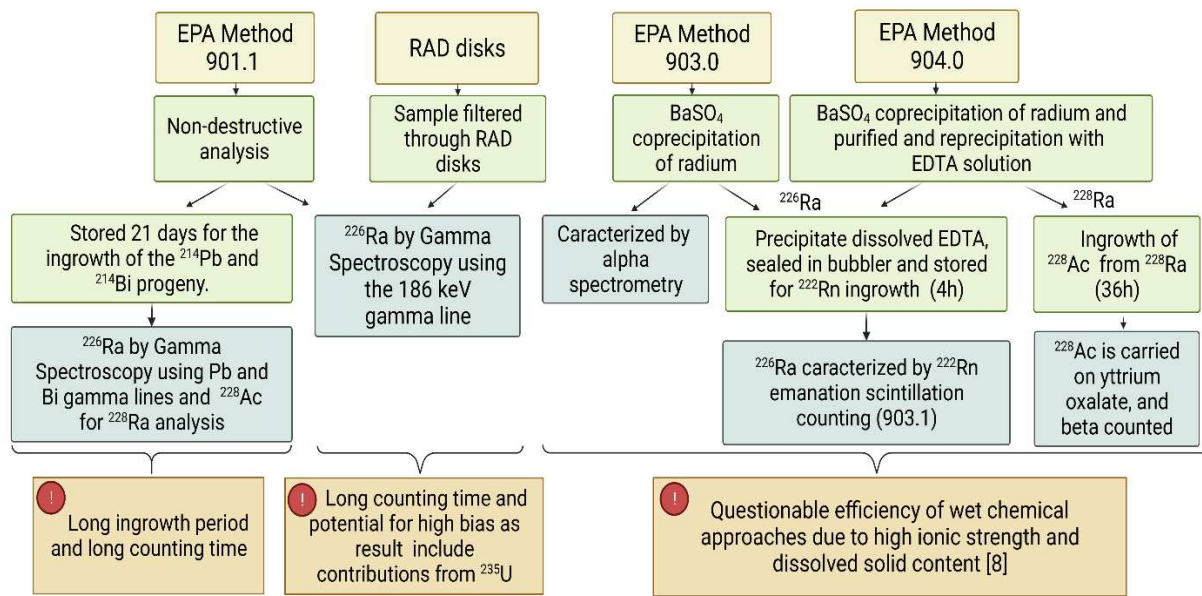 EPA Method
901.1
RAD disks
EPA Method
903.0
EPA Method
904.0
Non-destructive
analysis
Sample filtered
through RAD
disks
BaSO₄
coprecipitation
of radium
BaSO₄ coprecipitation of radium and
purified and reprecipitation with
EDTA solution
²²⁶Ra
²²⁸Ra
Stored 21 days for the
ingrowth of the ²¹⁴Pb and
²¹⁴Bi progeny.
²²⁶Ra by Gamma
Spectroscopy using
the 186 keV
gamma line
Caracterized by
alpha
spectrometry
Precipitate dissolved EDTA,
sealed in bubbler and stored
for ²²²Rn ingrowth (4h)
Ingrowth of
²²⁸Ac from ²²⁸Ra
(36h)
²²⁶Ra by Gamma
Spectroscopy using Pb and
Bi gamma lines and ²²⁸Ac
for ²²⁸Ra analysis
²²⁶Ra caracterized by ²²²Rn
emanation scintillation
counting (903.1)
²²⁸Ac is carried
on yttrium
oxalate, and
beta counted
!
Long ingrowth period
and long counting time
!
Long counting time and
potential for high bias as
result include
contributions from ²³⁵U
!
Questionable efficiency of wet chemical
approaches due to high ionic strength and
dissolved solid content [8]